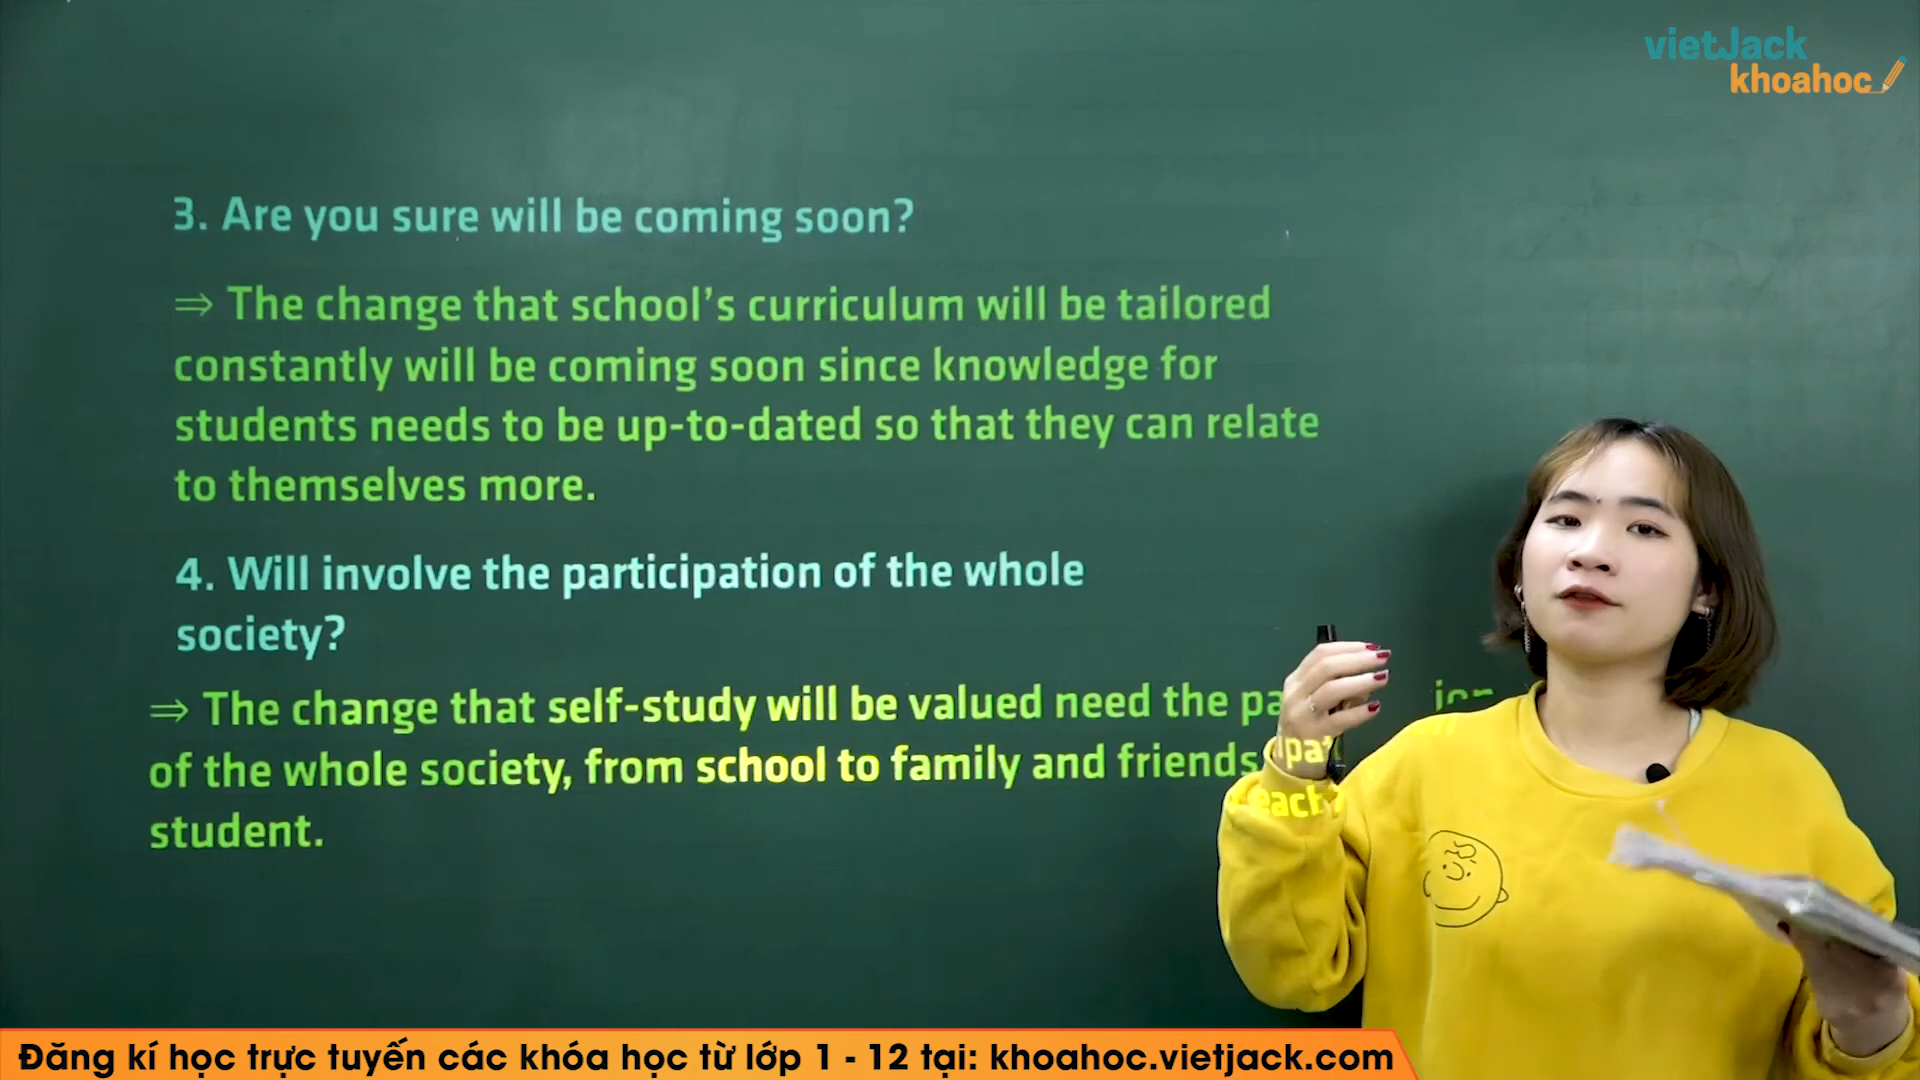 vietJack
khoahoc
3. Are you sure will be coming soon?
⇒ The change that school's curriculum will be tailored
constantly will be coming soon since knowledge for
students needs to be up-to-dated so that they can relate
to themselves more.
4. Will involve the participation of the whole
society?
⇒ The change that self-study will be valued need the
of the whole society, from school to family and friends
student.
Đăng kí học trực tuyến các khóa học từ lớp 1 - 12 tại: khoahoc.vietjack.com